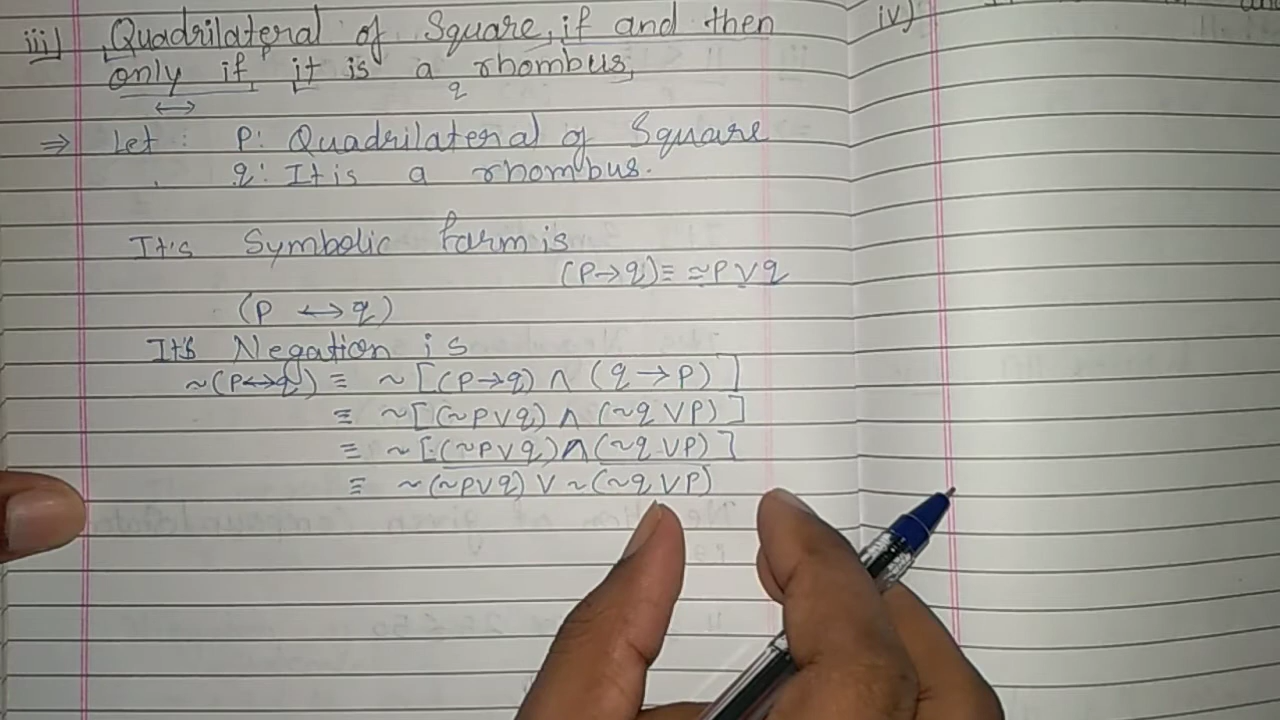 iii) Quadrilateral of Square, if and then iv)
only if, it is a rhombus,
↔ q
⇒ Let : P: Quadrilateral of Square
q: It is a rhombus.
It's Symbolic farm is
(P→q) ≡ ~P∨q
(P ↔ q)
It's Negation is
~(P↔q) ≡ ~[(P→q) ∧ (q→P)]
≡ ~[(~P∨q) ∧ (~q∨P)]
≡ ~[(~P∨q)∧(~q∨P)]
≡ ~(~P∨q) ∨ ~(~q∨P)